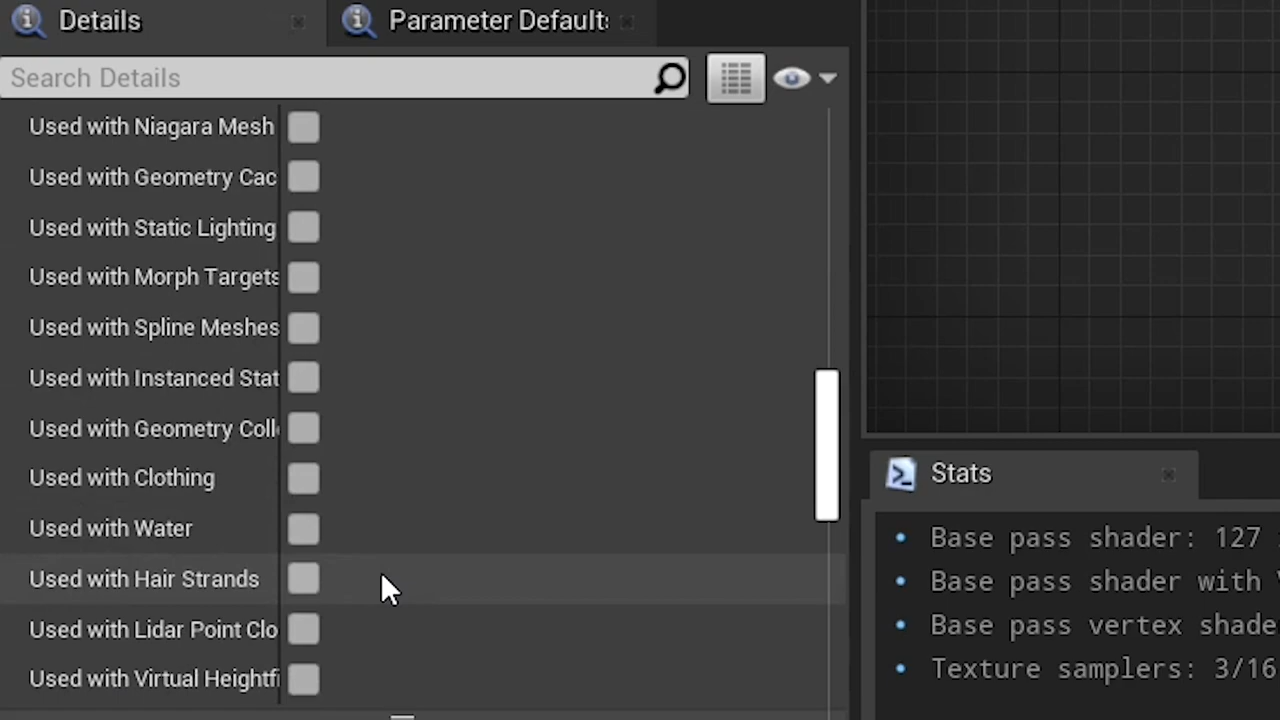 Details
Parameter Defaults
Search Details
Used with Niagara Mesh
Used with Geometry Cac
Used with Static Lighting
Used with Morph Targets
Used with Spline Meshes
Used with Instanced Stat
Used with Geometry Coll
Used with Clothing
Used with Water
Used with Hair Strands
Used with Lidar Point Clo
Used with Virtual Heightfi
Stats
Base pass shader: 127
Base pass shader with
Base pass vertex shade
Texture samplers: 3/16